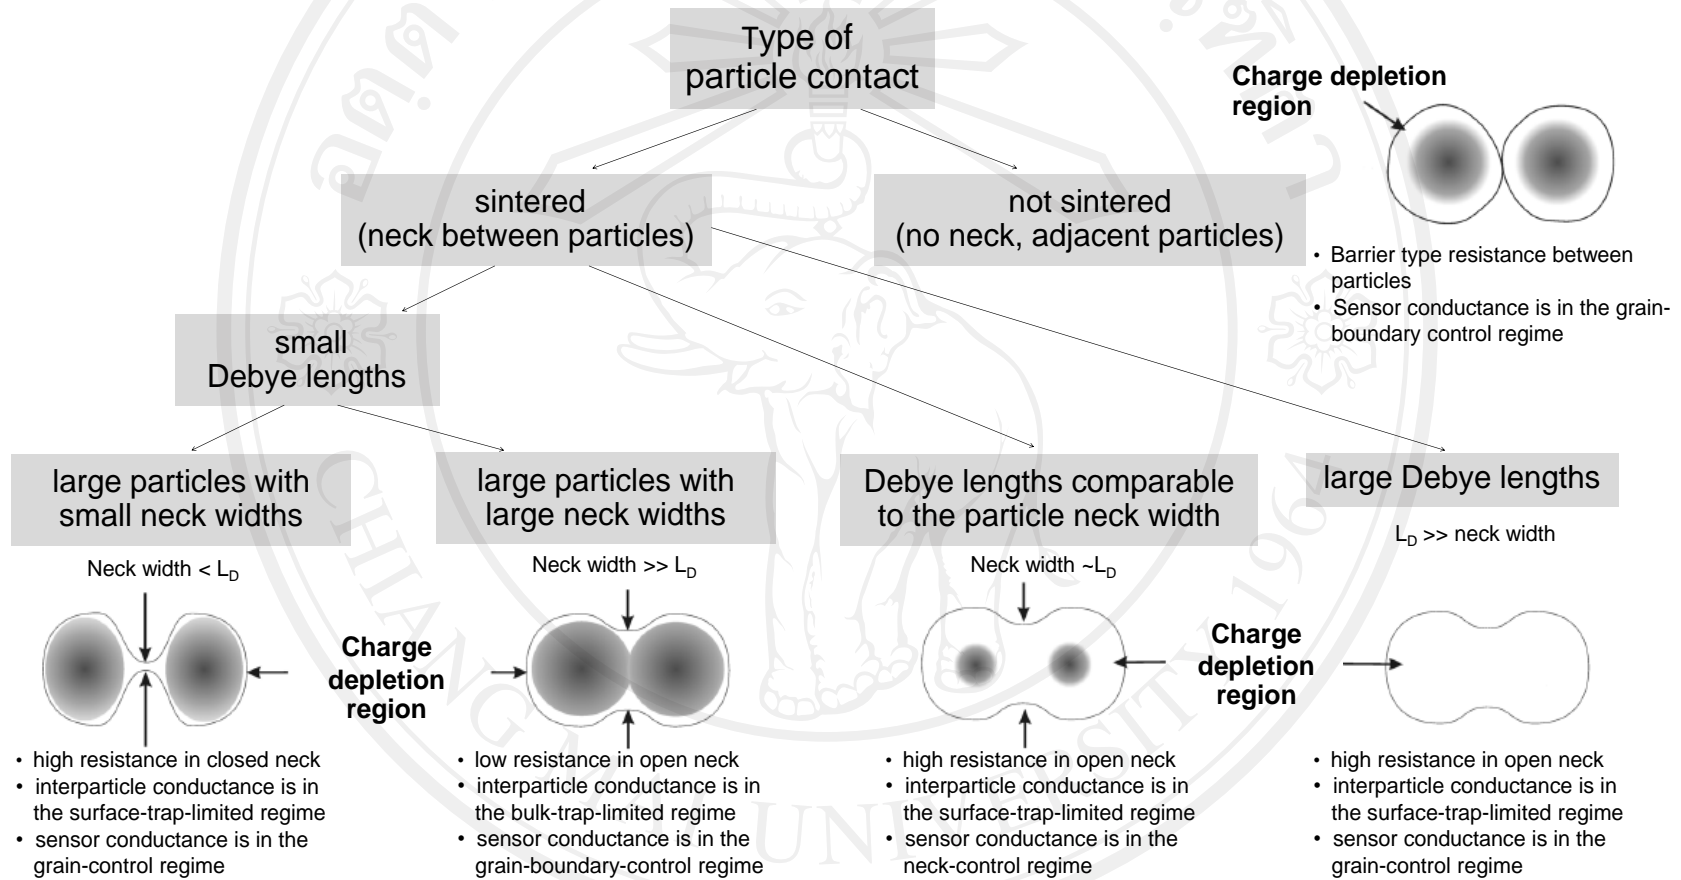 Type of
particle contact
Charge depletion
region
sintered
(neck between particles)
not sintered
(no neck, adjacent particles)
• Barrier type resistance between
particles
• Sensor conductance is in the grain-
boundary control regime
small
Debye lengths
large particles with
small neck widths
Neck width < L_D
large particles with
large neck widths
Neck width >> L_D
Debye lengths comparable
to the particle neck width
Neck width ~L_D
large Debye lengths
L_D >> neck width
Charge
depletion
region
Charge
depletion
region
• high resistance in closed neck
• interparticle conductance is in
the surface-trap-limited regime
• sensor conductance is in the
grain-control regime
• low resistance in open neck
• interparticle conductance is in
the bulk-trap-limited regime
• sensor conductance is in the
grain-boundary-control regime
• high resistance in open neck
• interparticle conductance is in
the surface-trap-limited regime
• sensor conductance is in the
neck-control regime
• high resistance in open neck
• interparticle conductance is in
the surface-trap-limited regime
• sensor conductance is in the
grain-control regime
CHIANG MAI UNIVERSITY 1964